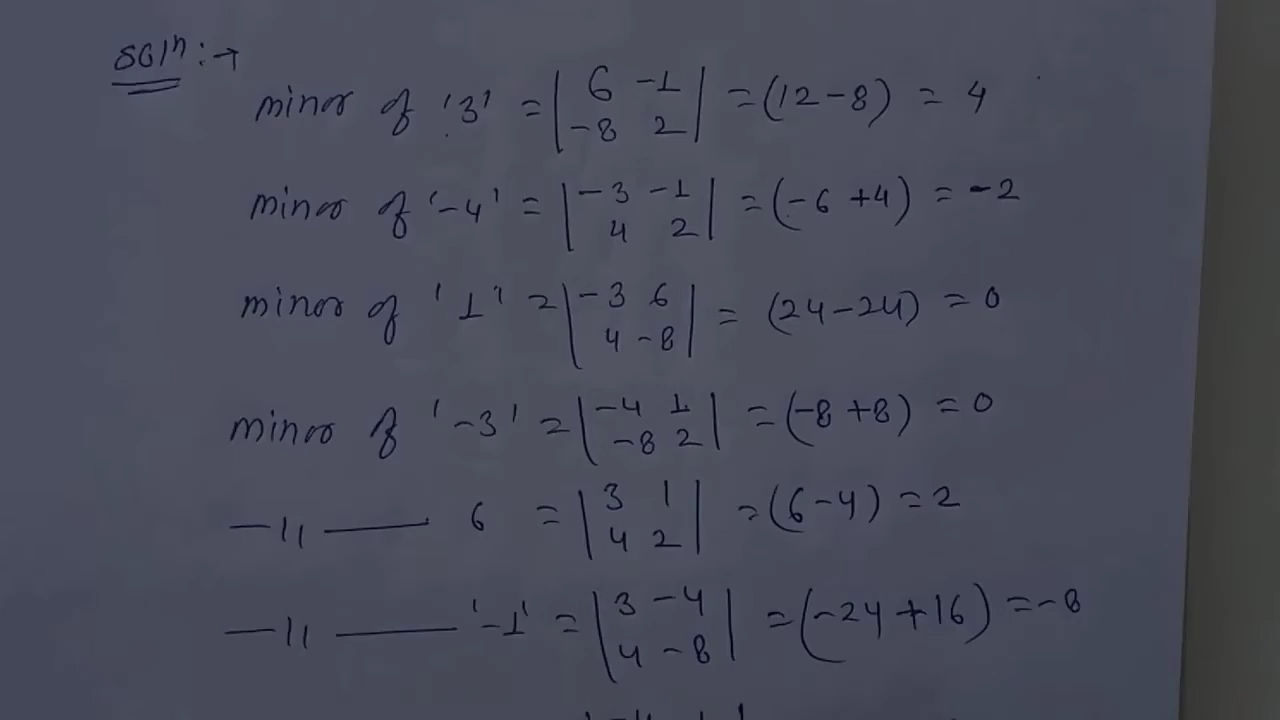 Soln :→
minor of '3' = | 6 -1 | = (12-8) = 4
| -8 2 |
minor of '-4' = | -3 -1 | = (-6 +4) = -2
| 4 2 |
minor of '1' = | -3 6 | = (24-24) = 0
| 4 -8 |
minor of '-3' = | -4 1 | = (-8 +8) = 0
| -8 2 |
—"— 6 = | 3 1 | = (6-4) = 2
| 4 2 |
—"— '-1' = | 3 -4 | = (-24 +16) = -8
| 4 -8 |